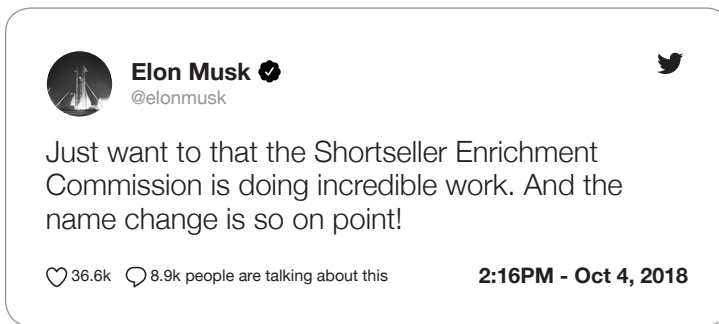 Elon Musk
@elonmusk
Just want to that the Shortseller Enrichment
Commission is doing incredible work. And the
name change is so on point!
36.6k 8.9k people are talking about this 2:16PM - Oct 4, 2018